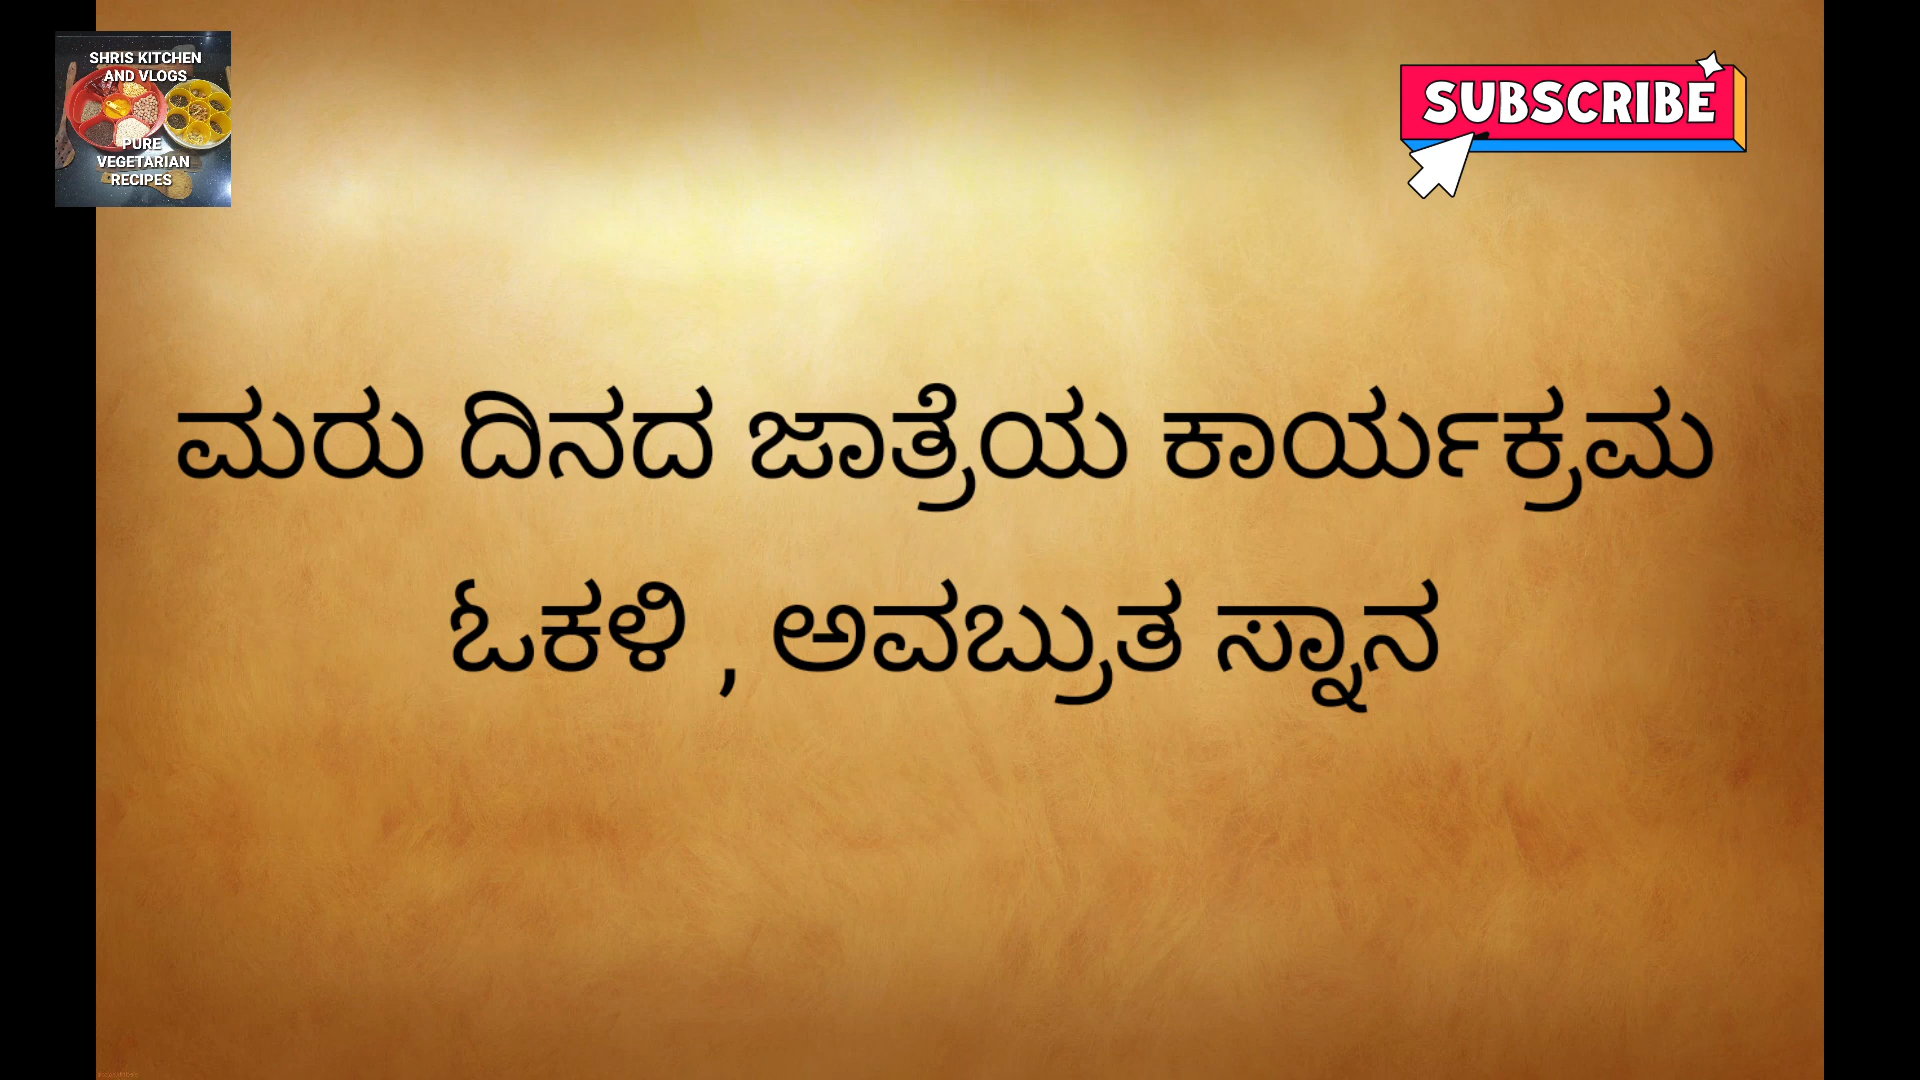 SHRIS KITCHEN
AND VLOGS
PURE
VEGETARIAN
RECIPES
SUBSCRIBE
ಮರು ದಿನದ ಜಾತ್ರೆಯ ಕಾರ್ಯಕ್ರಮ
ಓಕಳಿ , ಅವಬ್ರುತ ಸ್ನಾನ